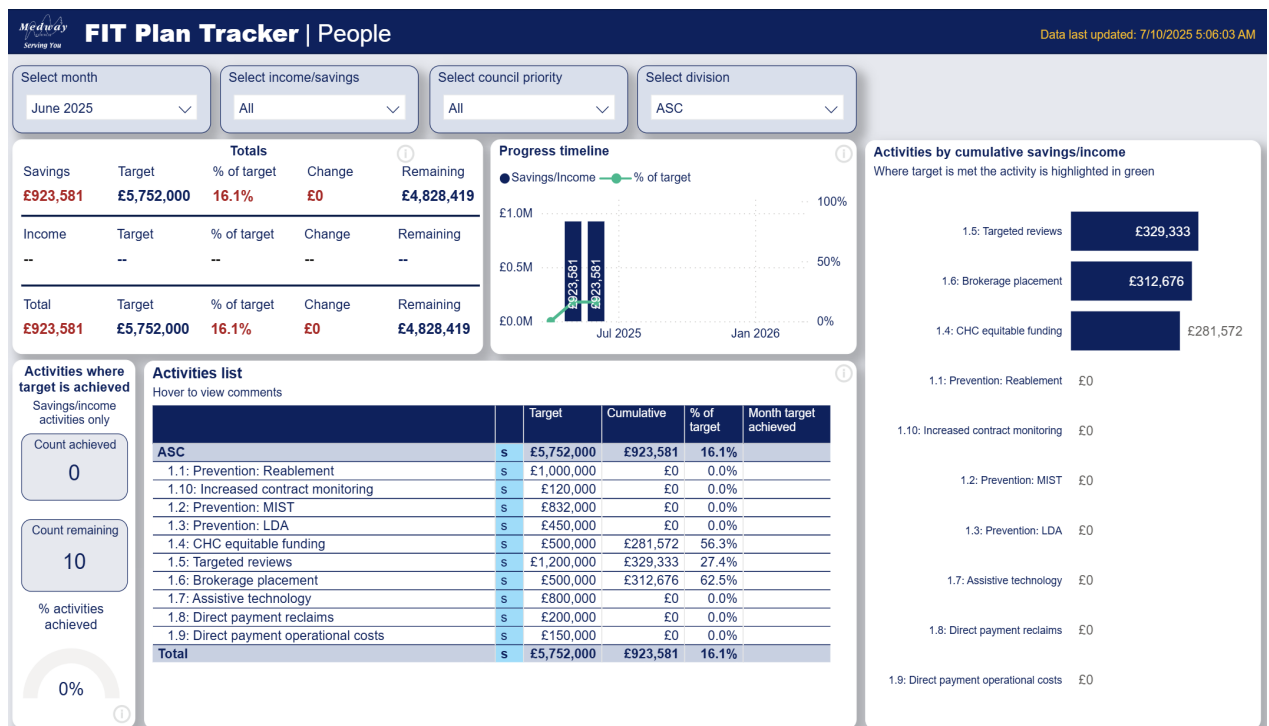 Medway
Serving You
FIT Plan Tracker | People
Data last updated: 7/10/2025 5:06:03 AM
Select month
June 2025
Select income/savings
All
Select council priority
All
Select division
ASC
Totals
Savings Target % of target Change Remaining
£923,581 £5,752,000 16.1% £0 £4,828,419
Income Target % of target Change Remaining
-- -- -- -- --
Total Target % of target Change Remaining
£923,581 £5,752,000 16.1% £0 £4,828,419
Progress timeline
Savings/Income % of target
£1.0M 100%
£0.5M 50%
£0.0M 0%
£923,581
£923,581
Jul 2025 Jan 2026
Activities by cumulative savings/income
Where target is met the activity is highlighted in green
1.5: Targeted reviews £329,333
1.6: Brokerage placement £312,676
1.4: CHC equitable funding £281,572
1.1: Prevention: Reablement £0
1.10: Increased contract monitoring £0
1.2: Prevention: MIST £0
1.3: Prevention: LDA £0
1.7: Assistive technology £0
1.8: Direct payment reclaims £0
1.9: Direct payment operational costs £0
Activities where
target is achieved
Savings/income
activities only
Count achieved
0
Count remaining
10
% activities
achieved
0%
Activities list
Hover to view comments
Target Cumulative % of target Month target achieved
ASC s £5,752,000 £923,581 16.1%
1.1: Prevention: Reablement s £1,000,000 £0 0.0%
1.10: Increased contract monitoring s £120,000 £0 0.0%
1.2: Prevention: MIST s £832,000 £0 0.0%
1.3: Prevention: LDA s £450,000 £0 0.0%
1.4: CHC equitable funding s £500,000 £281,572 56.3%
1.5: Targeted reviews s £1,200,000 £329,333 27.4%
1.6: Brokerage placement s £500,000 £312,676 62.5%
1.7: Assistive technology s £800,000 £0 0.0%
1.8: Direct payment reclaims s £200,000 £0 0.0%
1.9: Direct payment operational costs s £150,000 £0 0.0%
Total s £5,752,000 £923,581 16.1%